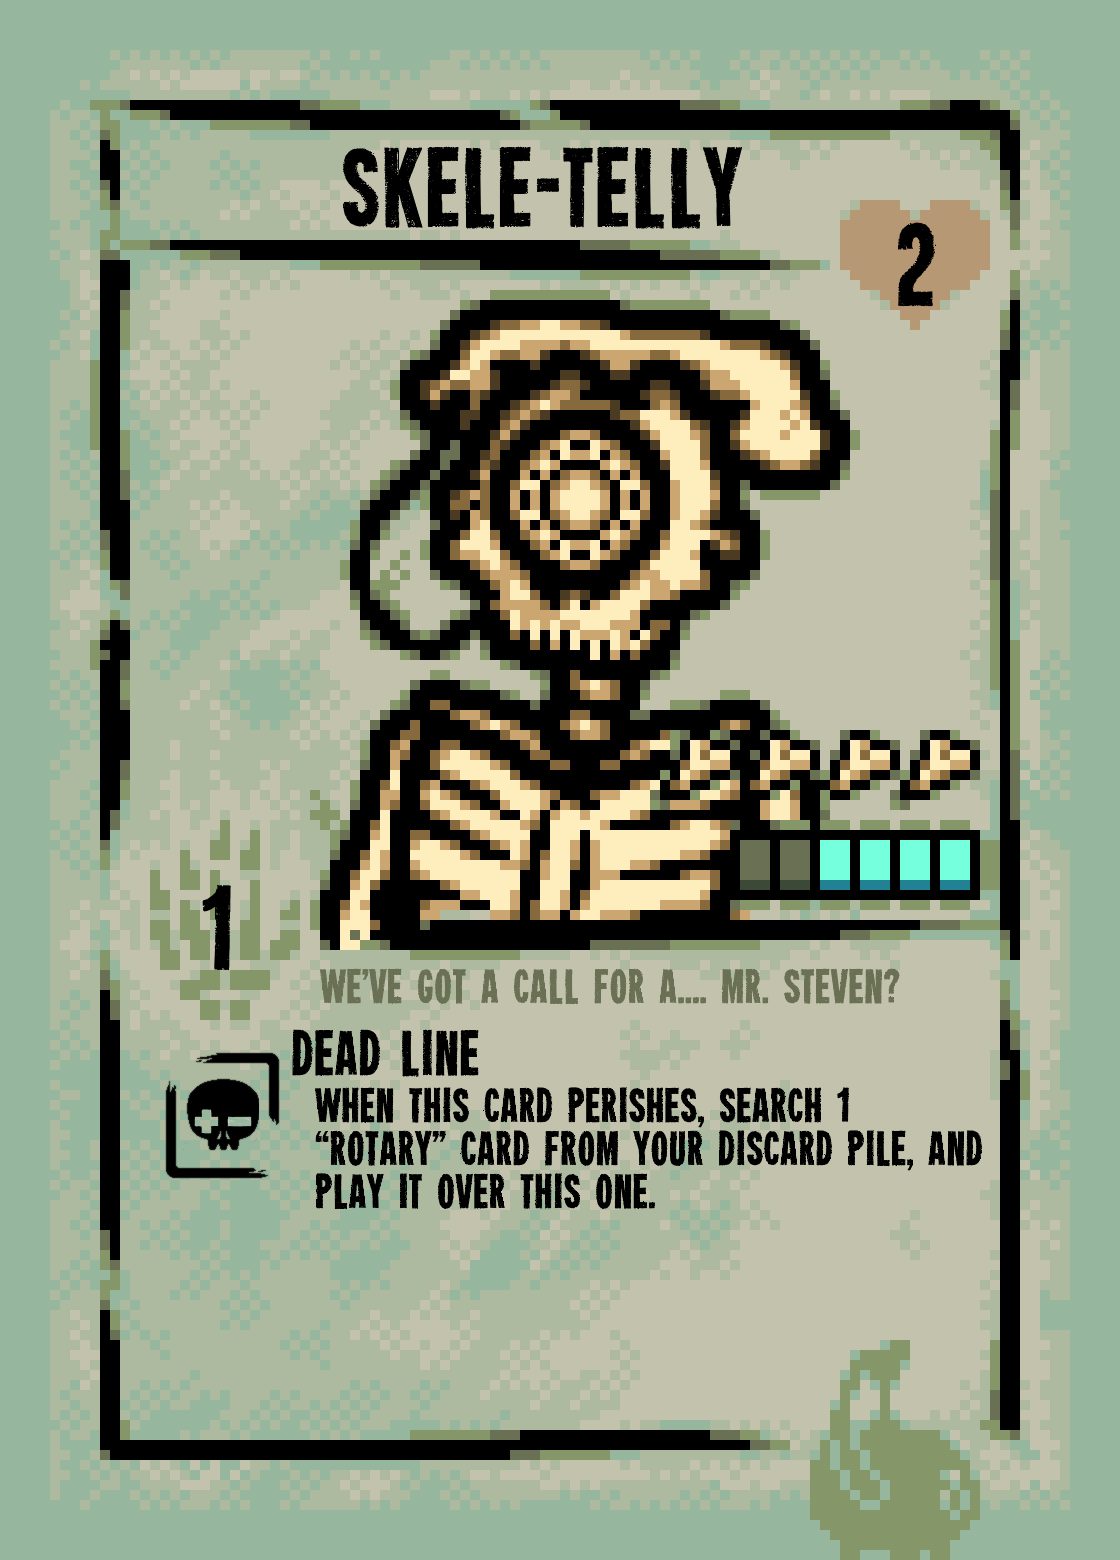 SKELE-TELLY
2
1
WE'VE GOT A CALL FOR A.... MR. STEVEN?
DEAD LINE
WHEN THIS CARD PERISHES, SEARCH 1
“ROTARY” CARD FROM YOUR DISCARD PILE, AND
PLAY IT OVER THIS ONE.